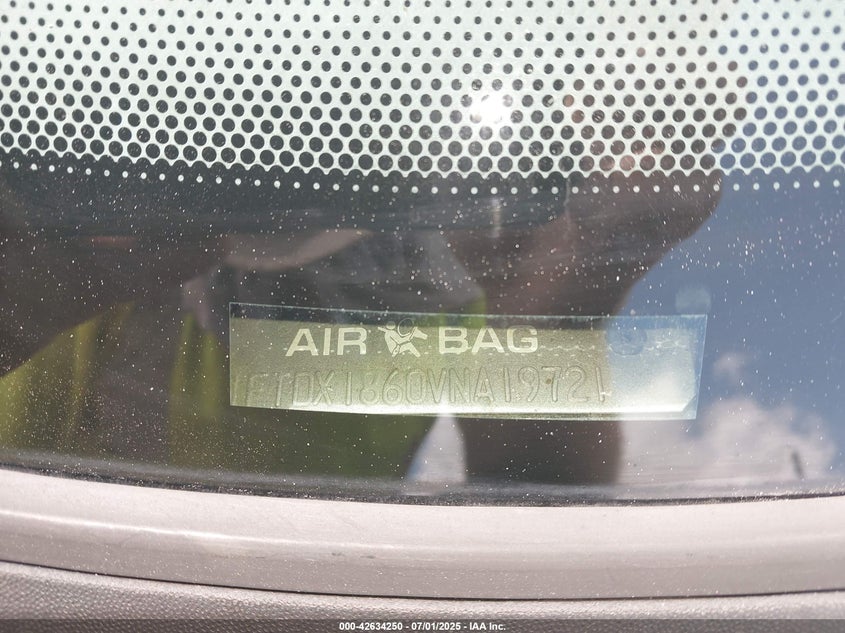 AIR BAG
1FTDX1860VNA19721
000-42634250 - 07/01/2025 - IAA Inc.